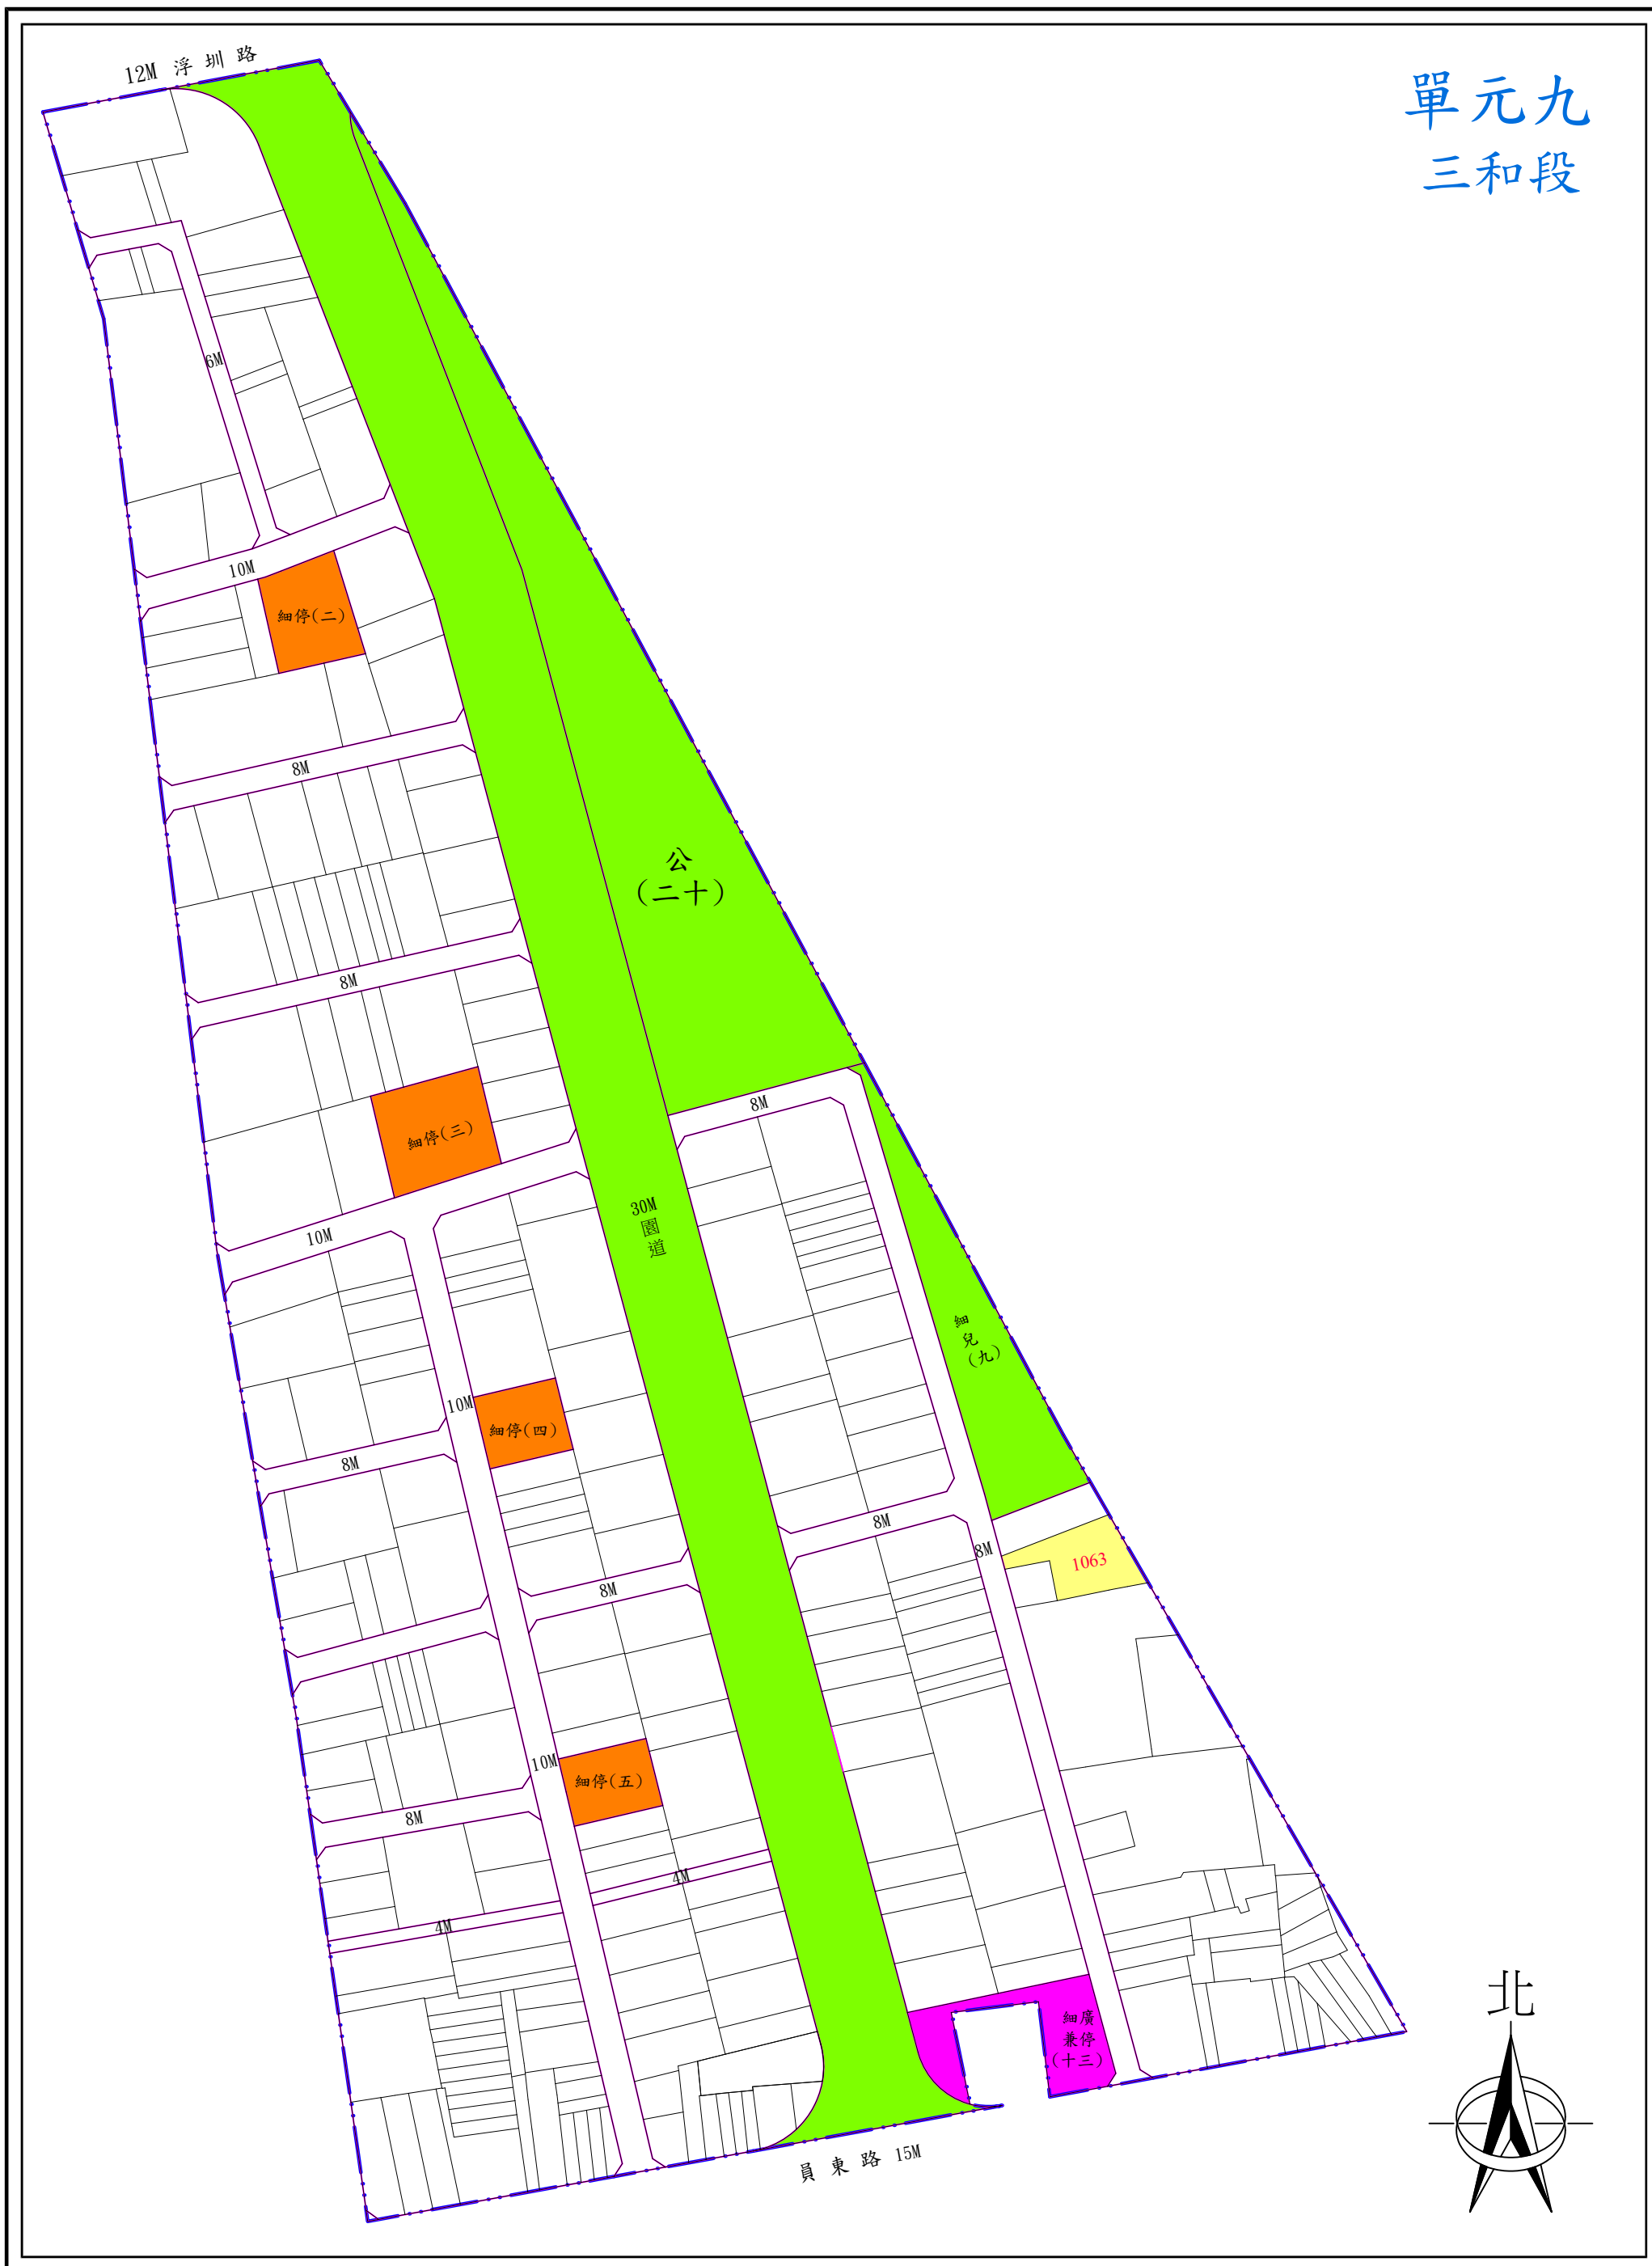 單元九
三和段
12M 浮圳路
6M
10M
細停(二)
8M
公
(二十)
8M
8M
細停(三)
30M
園
道
10M
細
兒
(九)
10M
細停(四)
8M
8M
8M
1063
8M
10M
細停(五)
8M
4M
4M
細廣
兼停
(十三)
北
員東路 15M